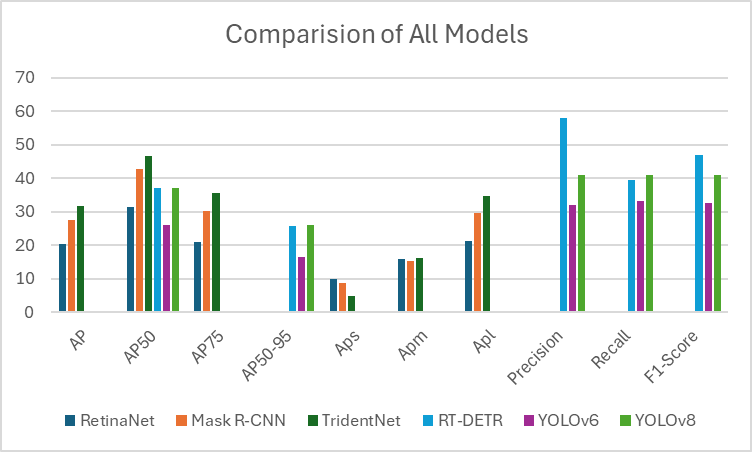 Comparision of All Models
70
60
50
40
30
20
10
0
AP
AP50
AP75
AP50-95
Aps
Apm
Apl
Precision
Recall
F1-Score
RetinaNet Mask R-CNN TridentNet RT-DETR YOLOv6 YOLOv8